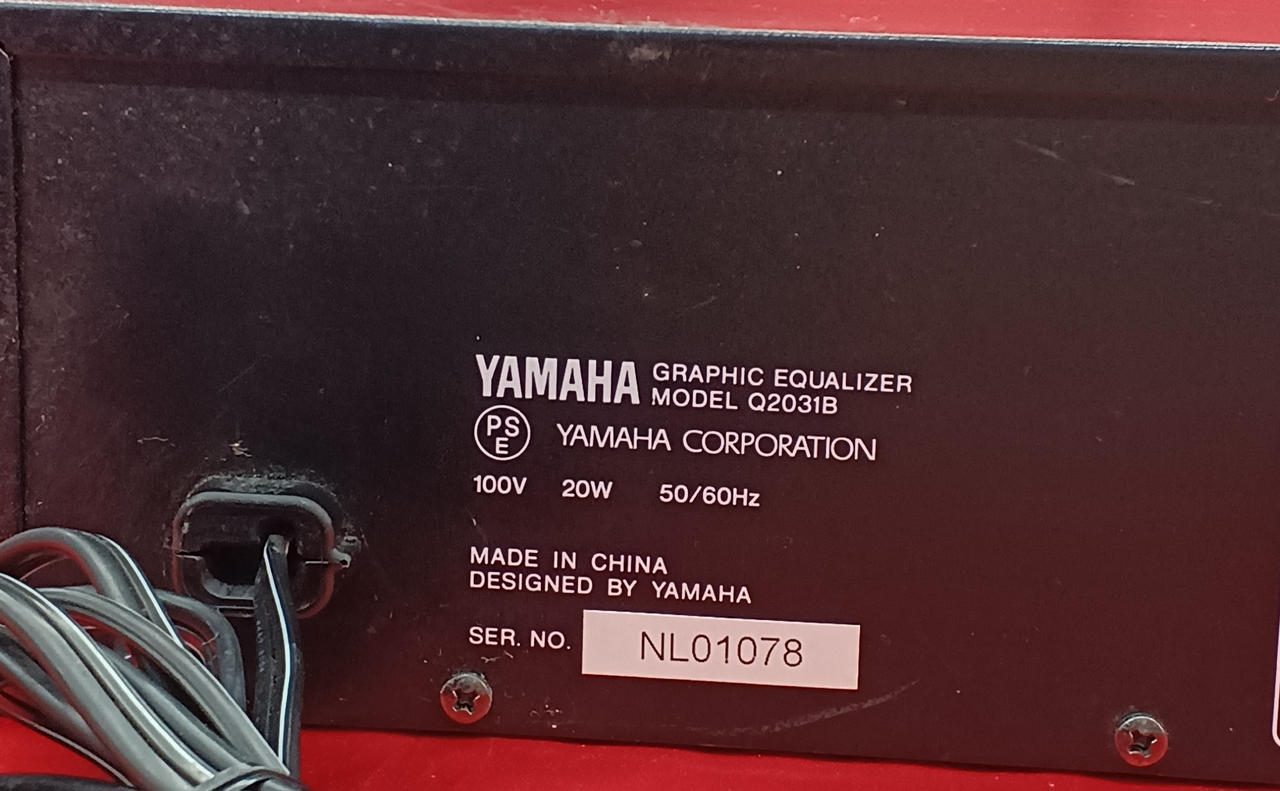 YAMAHA GRAPHIC EQUALIZER
MODEL Q2031B
PSE YAMAHA CORPORATION
100V 20W 50/60Hz
MADE IN CHINA
DESIGNED BY YAMAHA
SER. NO. NL01078